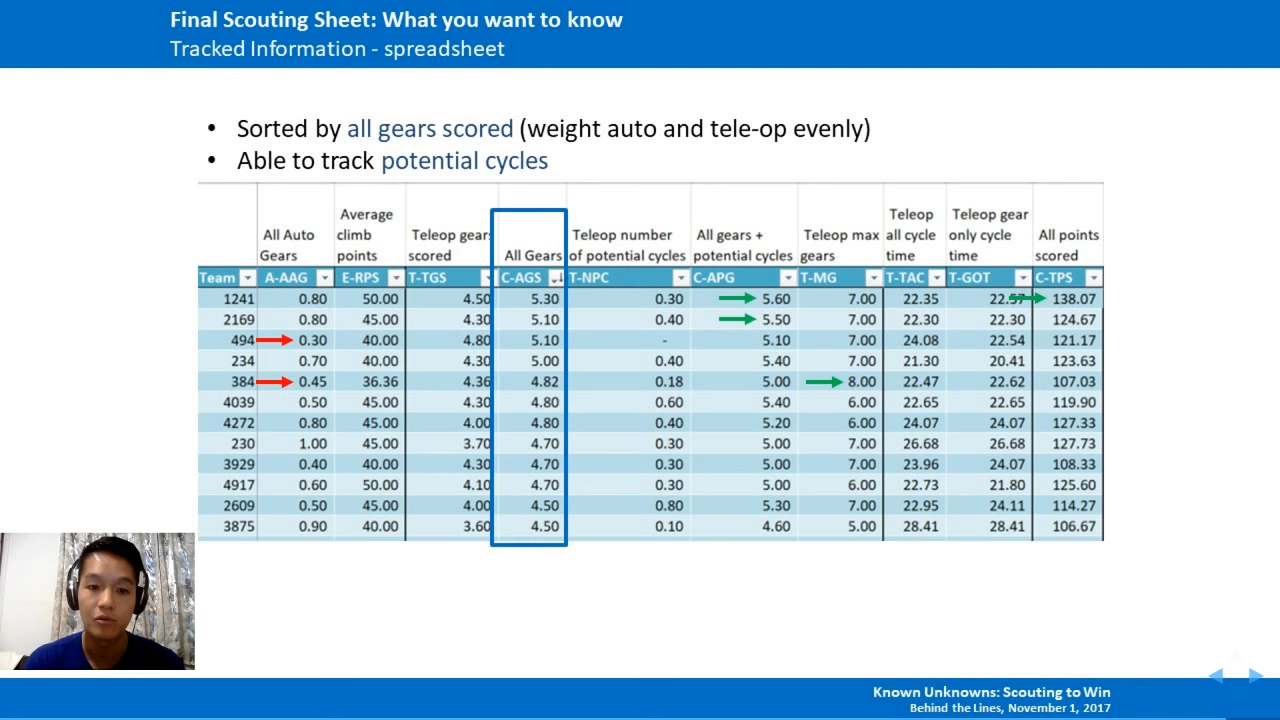 Final Scouting Sheet: What you want to know
Tracked Information - spreadsheet
• Sorted by all gears scored (weight auto and tele-op evenly)
• Able to track potential cycles
All Auto Gears Average climb points Teleop gears scored All Gears Teleop number of potential cycles All gears + potential cycles Teleop max gears Teleop all cycle time Teleop gear only cycle time All points scored
Team A-AAG E-RPS T-TGS C-AGS T-NPC C-APG T-MG T-TAC T-GOT C-TPS
1241 0.80 50.00 4.50 5.30 0.30 5.60 7.00 22.35 22.57 138.07
2169 0.80 45.00 4.30 5.10 0.40 5.50 7.00 22.30 22.30 124.67
494 0.30 40.00 4.80 5.10 - 5.10 7.00 24.08 22.54 121.17
234 0.70 40.00 4.30 5.00 0.40 5.40 7.00 21.30 20.41 123.63
384 0.45 36.36 4.36 4.82 0.18 5.00 8.00 22.47 22.62 107.03
4039 0.50 45.00 4.30 4.80 0.60 5.40 6.00 22.65 22.65 119.90
4272 0.80 45.00 4.00 4.80 0.40 5.20 6.00 24.07 24.07 127.33
230 1.00 45.00 3.70 4.70 0.30 5.00 7.00 26.68 26.68 127.73
3929 0.40 40.00 4.30 4.70 0.30 5.00 7.00 23.96 24.07 108.33
4917 0.60 50.00 4.10 4.70 0.30 5.00 6.00 22.73 21.80 125.60
2609 0.50 45.00 4.00 4.50 0.80 5.30 7.00 22.95 24.11 114.27
3875 0.90 40.00 3.60 4.50 0.10 4.60 5.00 28.41 28.41 106.67
Known Unknowns: Scouting to Win
Behind the Lines, November 1, 2017